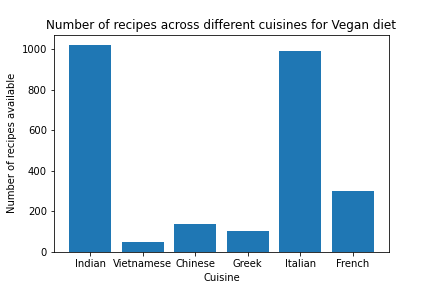 Number of recipes across different cuisines for Vegan diet
Number of recipes available
1000
800
600
400
200
0
Indian Vietnamese Chinese Greek Italian French
Cuisine